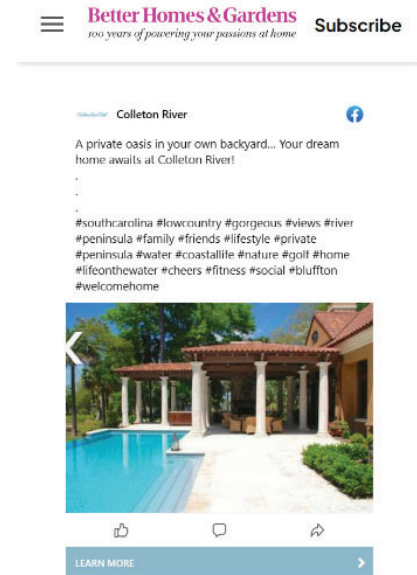 Better Homes & Gardens
100 years of powering your passions at home
Subscribe
Colleton River
A private oasis in your own backyard... Your dream
home awaits at Colleton River!
.
.
.
#southcarolina #lowcountry #gorgeous #views #river
#peninsula #family #friends #lifestyle #private
#peninsula #water #coastallife #nature #golf #home
#lifeonthewater #cheers #fitness #social #bluffton
#welcomehome
LEARN MORE